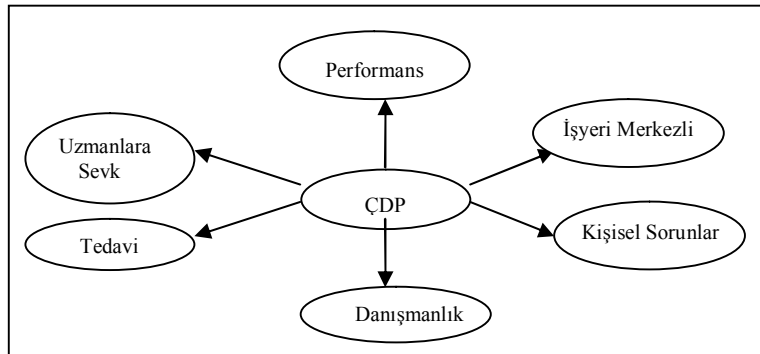 Performans
İşyeri Merkezli
Uzmanlara
Sevk
ÇDP
Kişisel Sorunlar
Tedavi
Danışmanlık